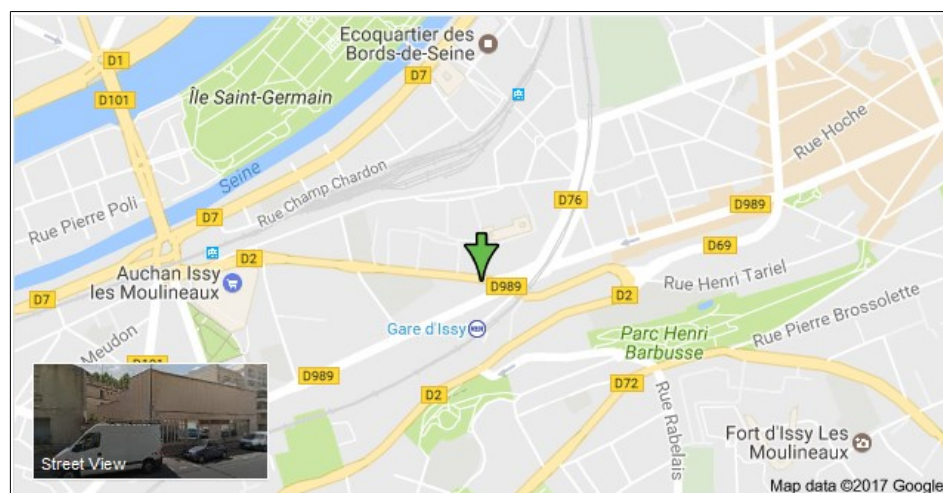 Ecoquartier des
Bords-de-Seine
D1
D7
D101
Île Saint-Germain
Rue Hoche
Seine
Rue Champ Chardon
Rue Pierre Poli
D76
D989
D7
D69
D2
Auchan Issy
les Moulineaux
D989
Rue Henri Tariel
D7
D2
Gare d'Issy
RER
Parc Henri
Barbusse
Rue Pierre Brossolette
Meudon
D101
D989
D2
D72
Rue Rabelais
Fort d'Issy Les
Moulineaux
Street View
Map data ©2017 Google